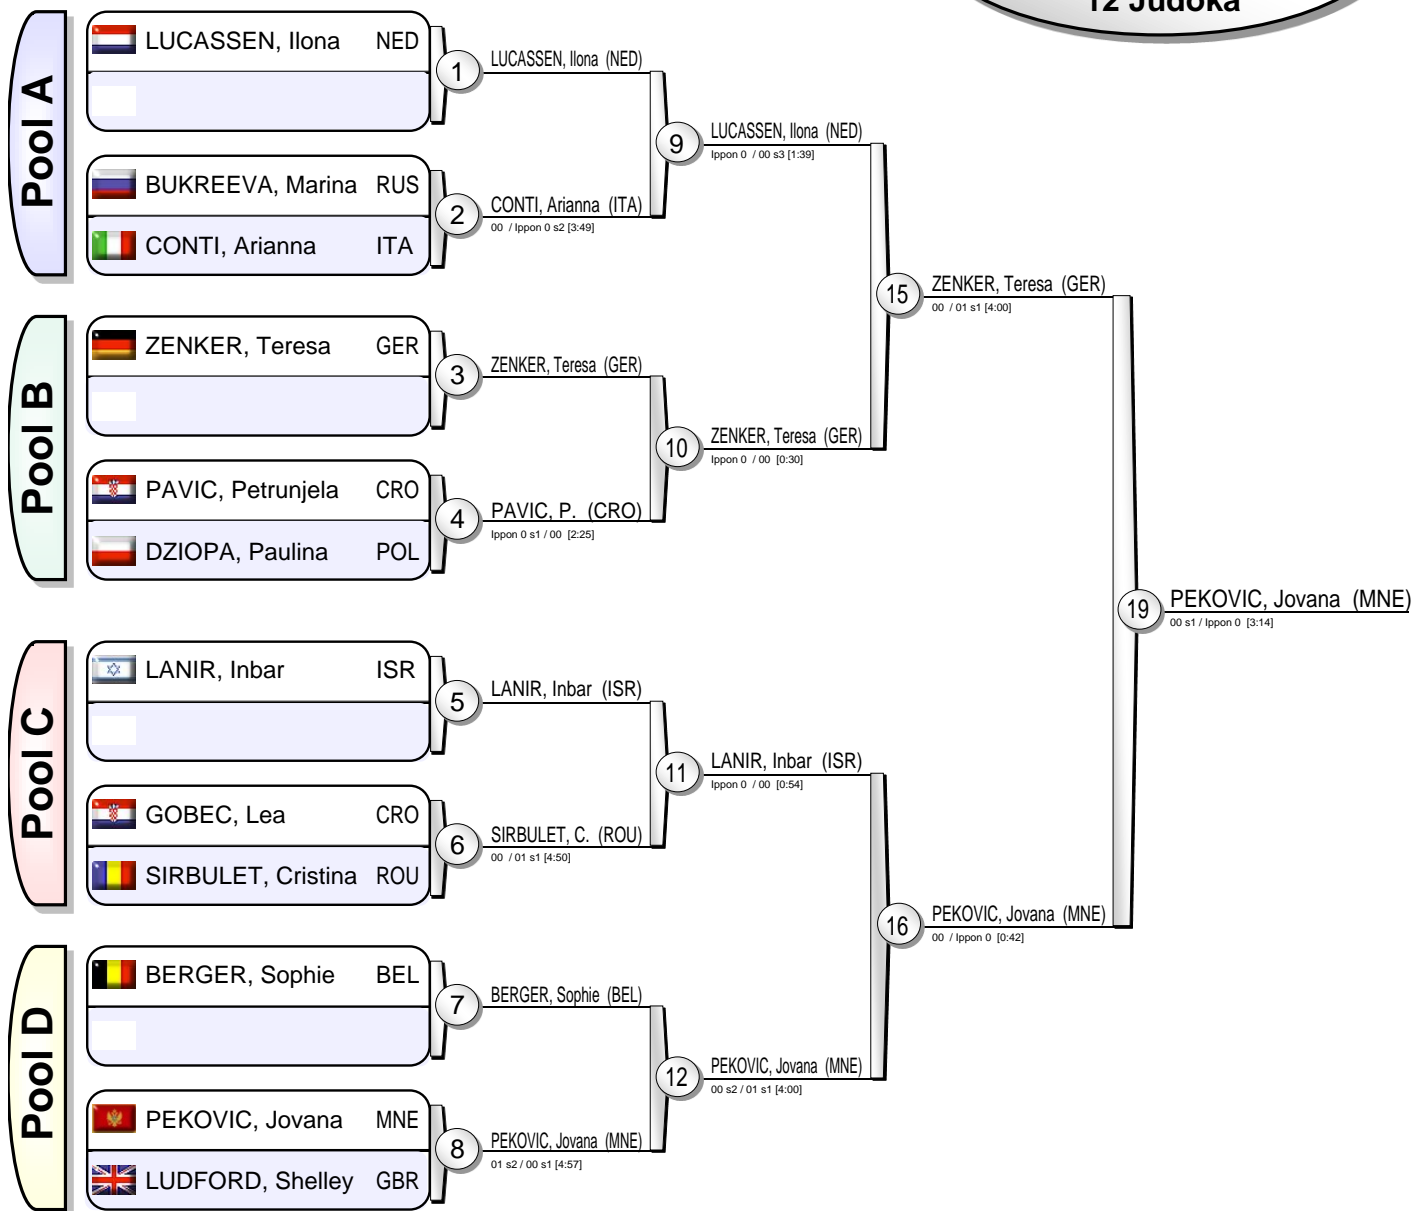 12 Judoka
Pool A
LUCASSEN, Ilona NED
BUKREEVA, Marina RUS
CONTI, Arianna ITA
1
LUCASSEN, Ilona (NED)
2
CONTI, Arianna (ITA)
00 / Ippon 0 s2 [3:49]
9
LUCASSEN, Ilona (NED)
Ippon 0 / 00 s3 [1:39]
Pool B
ZENKER, Teresa GER
PAVIC, Petrunjela CRO
DZIOPA, Paulina POL
3
ZENKER, Teresa (GER)
4
PAVIC, P. (CRO)
Ippon 0 s1 / 00 [2:25]
10
ZENKER, Teresa (GER)
Ippon 0 / 00 [0:30]
15
ZENKER, Teresa (GER)
00 / 01 s1 [4:00]
Pool C
LANIR, Inbar ISR
GOBEC, Lea CRO
SIRBULET, Cristina ROU
5
LANIR, Inbar (ISR)
6
SIRBULET, C. (ROU)
00 / 01 s1 [4:50]
11
LANIR, Inbar (ISR)
Ippon 0 / 00 [0:54]
Pool D
BERGER, Sophie BEL
PEKOVIC, Jovana MNE
LUDFORD, Shelley GBR
7
BERGER, Sophie (BEL)
8
PEKOVIC, Jovana (MNE)
01 s2 / 00 s1 [4:57]
12
PEKOVIC, Jovana (MNE)
00 s2 / 01 s1 [4:00]
16
PEKOVIC, Jovana (MNE)
00 / Ippon 0 [0:42]
19
PEKOVIC, Jovana (MNE)
00 s1 / Ippon 0 [3:14]